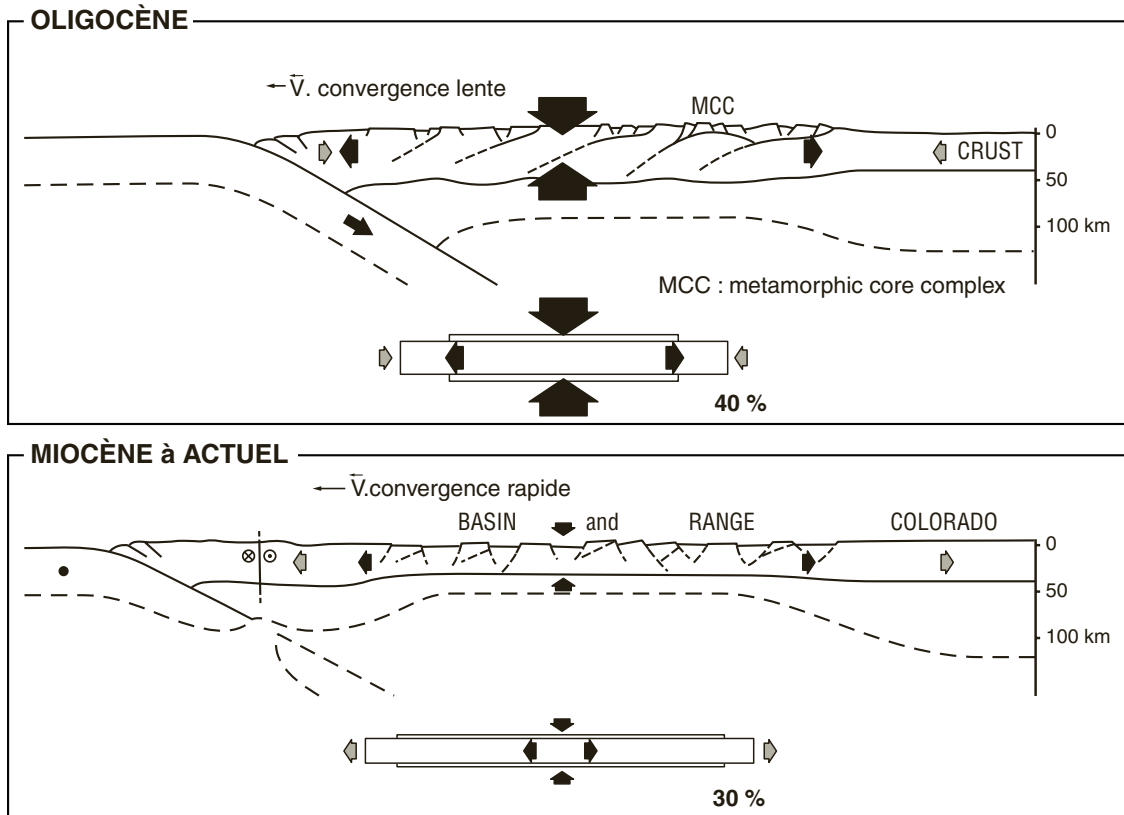 OLIGOCÈNE
V. convergence lente
MCC
0
CRUST
50
100 km
MCC : metamorphic core complex
40 %
MIOCÈNE à ACTUEL
V.convergence rapide
BASIN and RANGE COLORADO
0
50
100 km
30 %